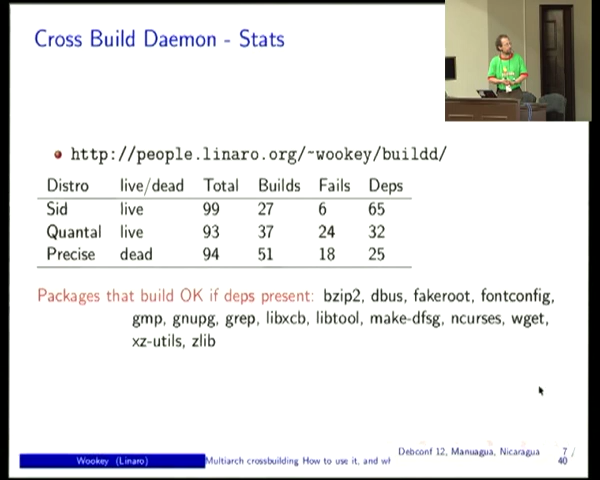 Cross Build Daemon - Stats
http://people.linaro.org/~wookey/buildd/
Distro live/dead Total Builds Fails Deps
Sid live 99 27 6 65
Quantal live 93 37 24 32
Precise dead 94 51 18 25
Packages that build OK if deps present: bzip2, dbus, fakeroot, fontconfig,
gmp, gnupg, grep, libxcb, libtool, make-dfsg, ncurses, wget,
xz-utils, zlib
Wookey (Linaro)
Multiarch crossbuilding How to use it, and wh
Debconf 12, Managua, Nicaragua
7 /
40